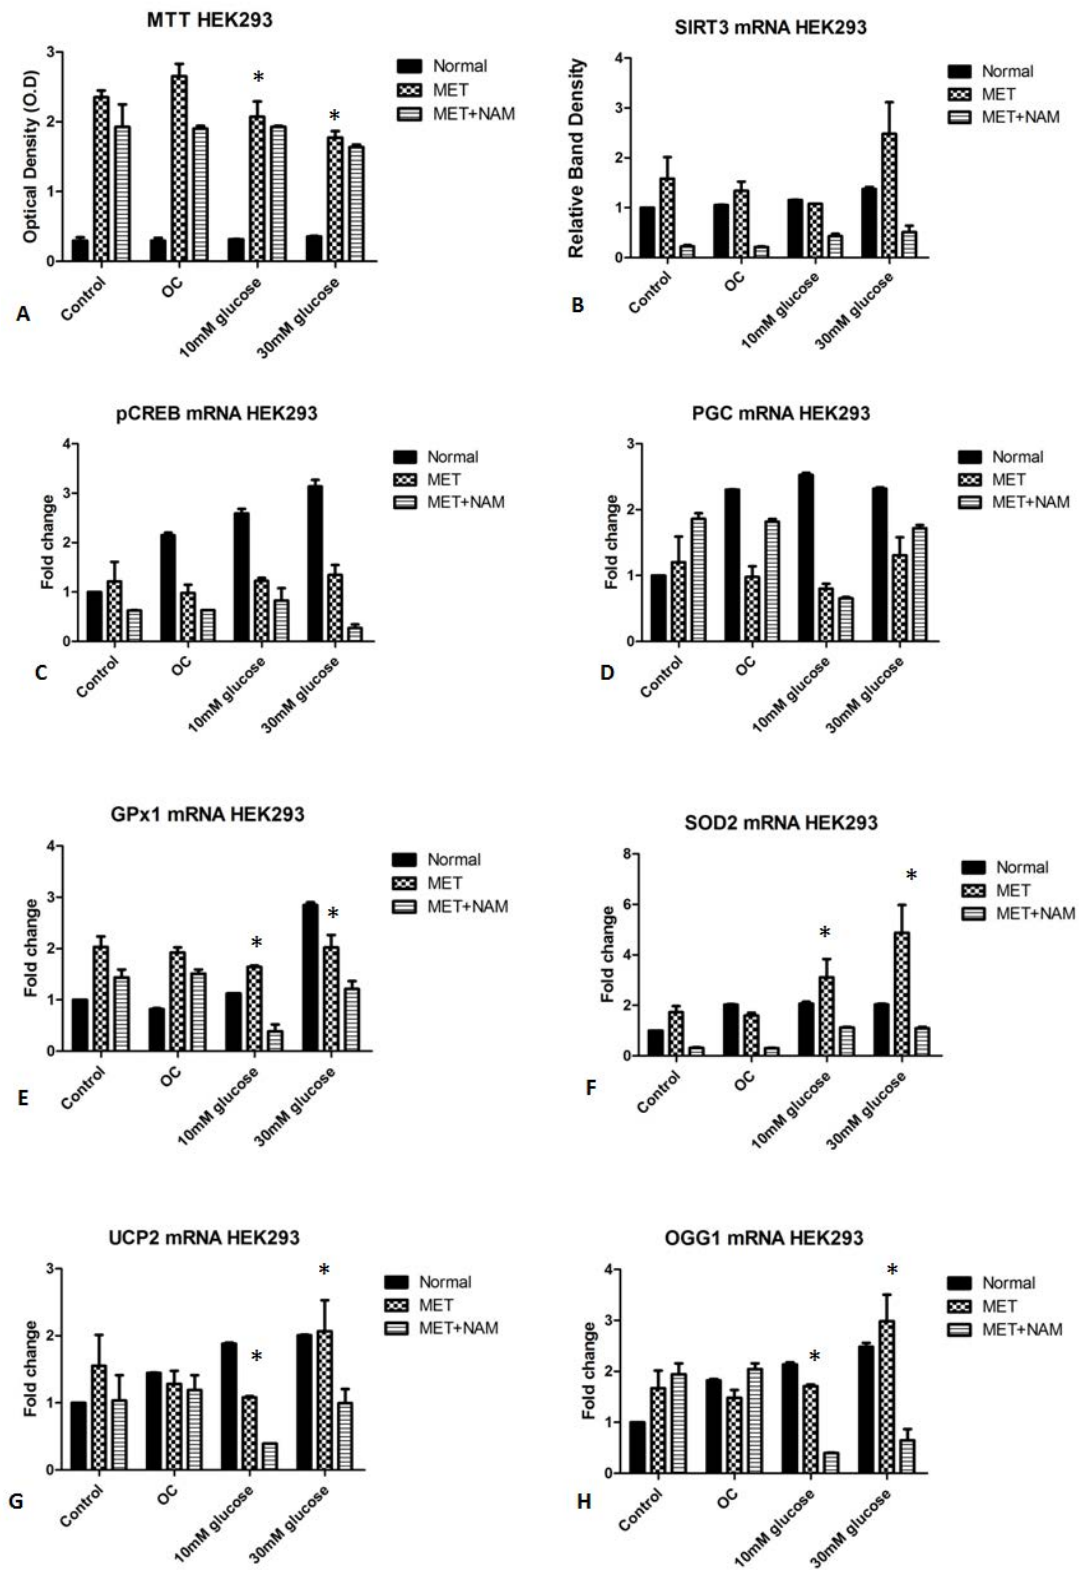 MTT HEK293
Optical Density (O.D)
3
2
1
0
Control
OC
10mM glucose
30mM glucose
*
*
Normal
MET
MET+NAM
A
SIRT3 mRNA HEK293
Relative Band Density
4
3
2
1
0
Control
OC
10mM glucose
30mM glucose
Normal
MET
MET+NAM
B
pCREB mRNA HEK293
Fold change
4
3
2
1
0
Control
OC
10mM glucose
30mM glucose
Normal
MET
MET+NAM
C
PGC mRNA HEK293
Fold change
3
2
1
0
Control
OC
10mM glucose
30mM glucose
Normal
MET
MET+NAM
D
GPx1 mRNA HEK293
Fold change
4
3
2
1
0
Control
OC
10mM glucose
30mM glucose
*
*
Normal
MET
MET+NAM
E
SOD2 mRNA HEK293
Fold change
8
6
4
2
0
Control
OC
10mM glucose
30mM glucose
*
*
Normal
MET
MET+NAM
F
UCP2 mRNA HEK293
Fold change
3
2
1
0
Control
OC
10mM glucose
30mM glucose
*
*
Normal
MET
MET+NAM
G
OGG1 mRNA HEK293
Fold change
4
3
2
1
0
Control
OC
10mM glucose
30mM glucose
*
*
Normal
MET
MET+NAM
H